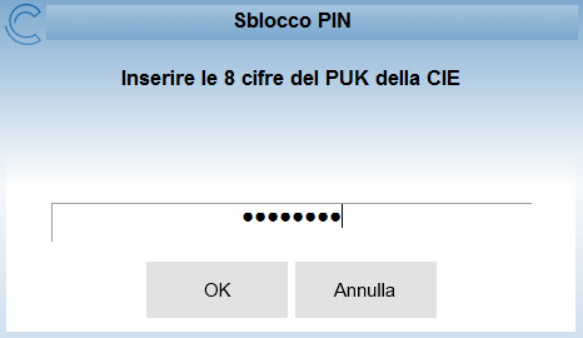 Sblocco PIN
Inserire le 8 cifre del PUK della CIE
●●●●●●●●
OK
Annulla